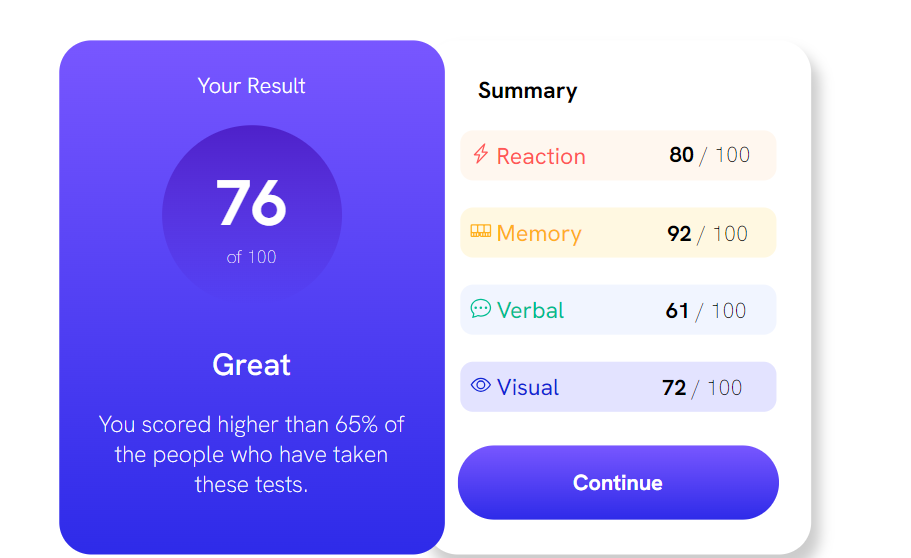 Your Result
76
of 100
Great
You scored higher than 65% of
the people who have taken
these tests.
Summary
Reaction 80 / 100
Memory 92 / 100
Verbal 61 / 100
Visual 72 / 100
Continue